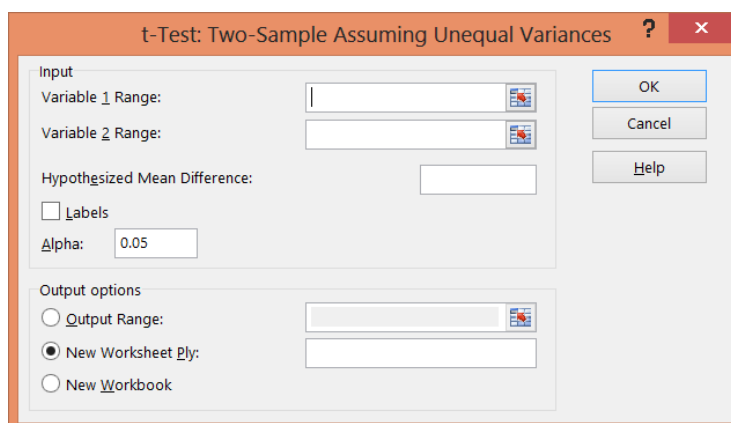 t-Test: Two-Sample Assuming Unequal Variances ? ×
Input
Variable 1 Range:
Variable 2 Range:
Hypothesized Mean Difference:
Labels
Alpha: 0.05
OK
Cancel
Help
Output options
Output Range:
New Worksheet Ply:
New Workbook